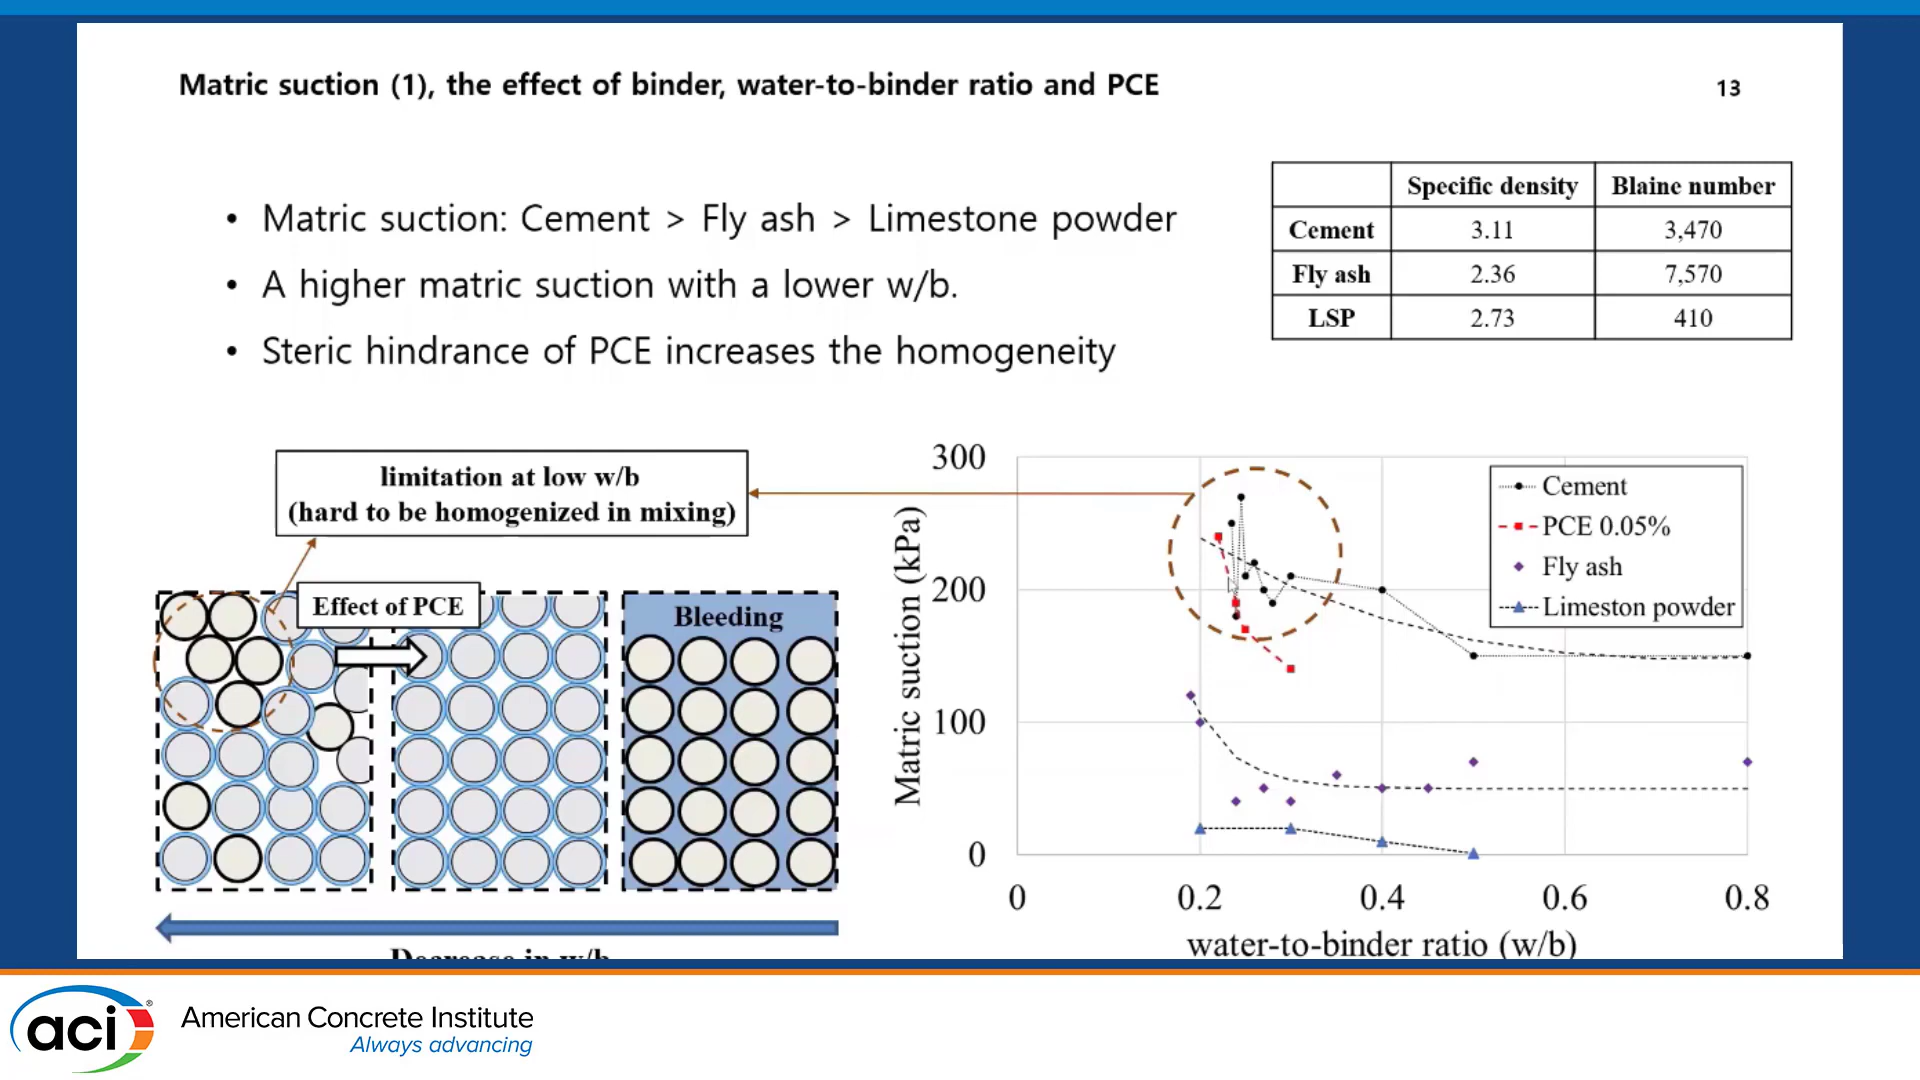 Matric suction (1), the effect of binder, water-to-binder ratio and PCE
13
• Matric suction: Cement > Fly ash > Limestone powder
• A higher matric suction with a lower w/b.
• Steric hindrance of PCE increases the homogeneity
Specific density Blaine number
Cement 3.11 3,470
Fly ash 2.36 7,570
LSP 2.73 410
limitation at low w/b
(hard to be homogenized in mixing)
Effect of PCE
Bleeding
Decrease in w/b
Matric suction (kPa)
300
200
100
0
0 0.2 0.4 0.6 0.8
water-to-binder ratio (w/b)
Cement
PCE 0.05%
Fly ash
Limeston powder
aci®
American Concrete Institute
Always advancing